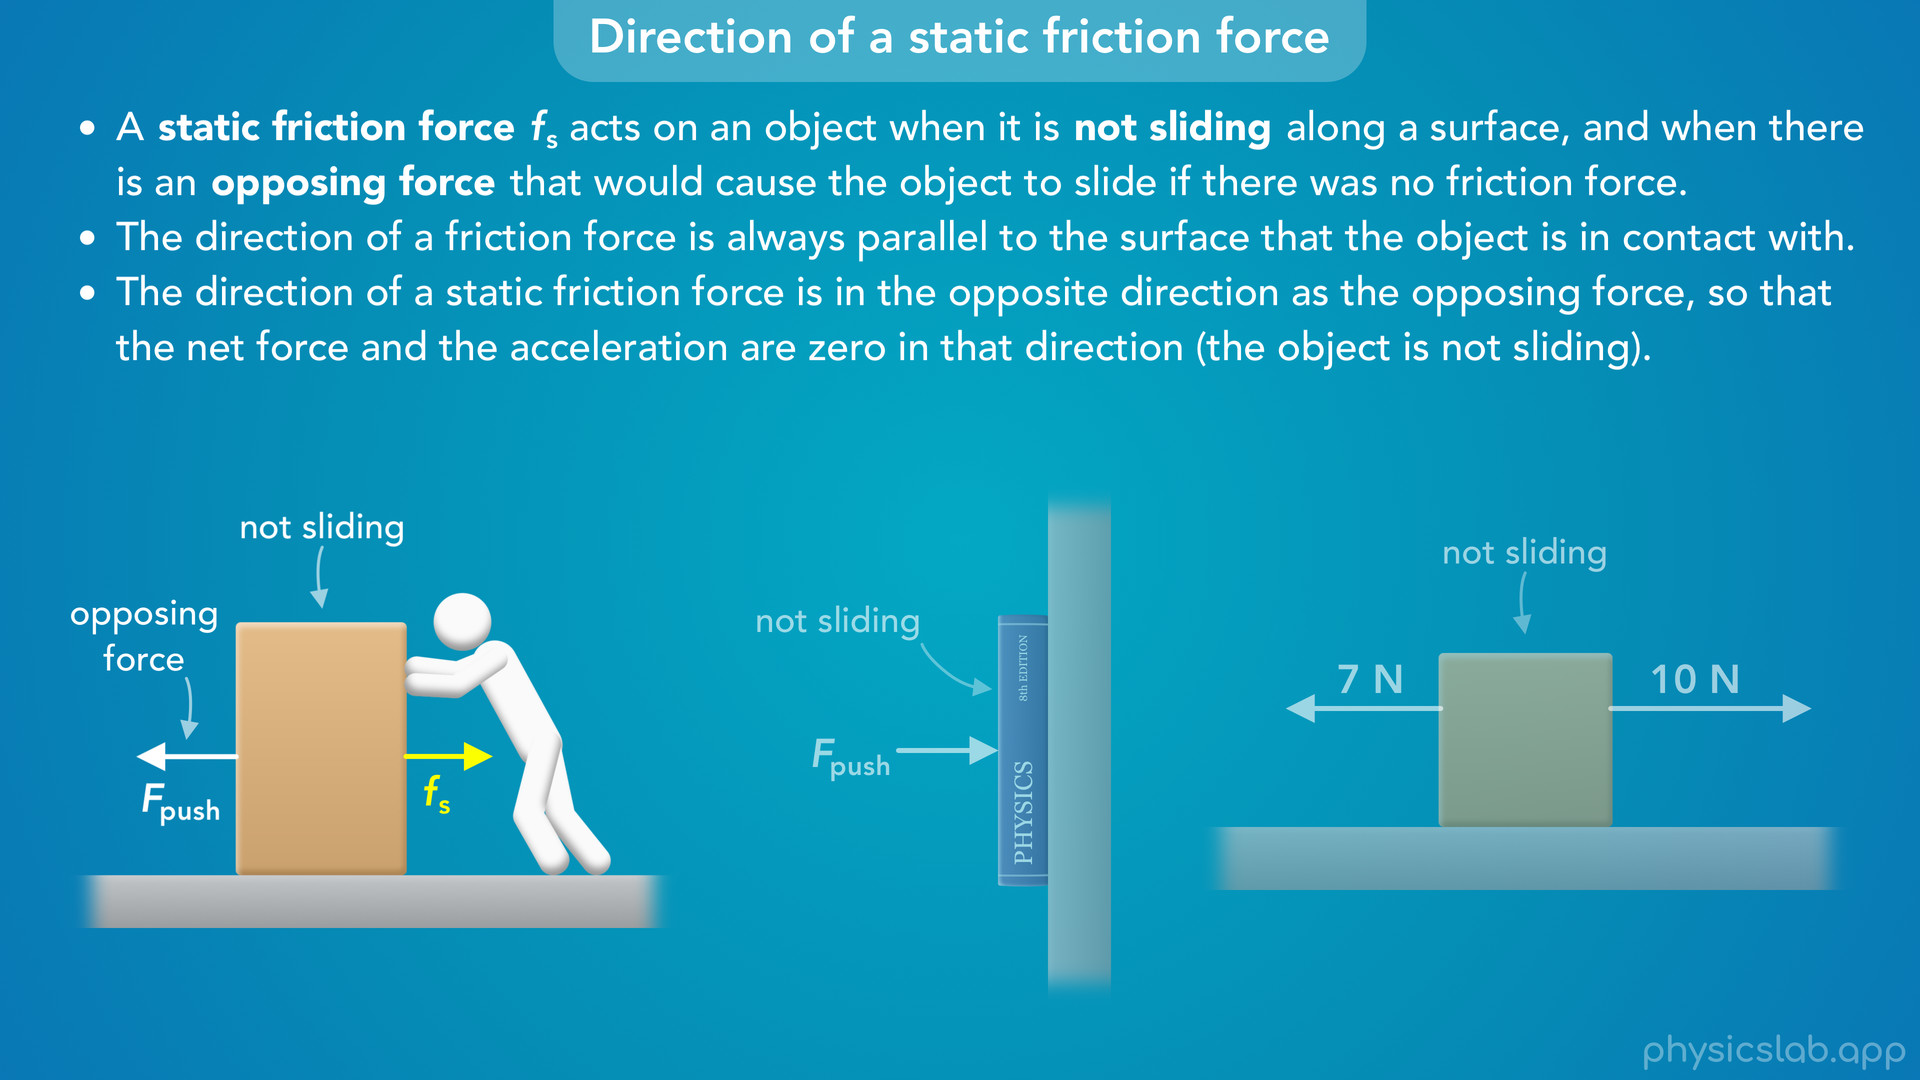 Direction of a static friction force
• A static friction force fs acts on an object when it is not sliding along a surface, and when there
is an opposing force that would cause the object to slide if there was no friction force.
• The direction of a friction force is always parallel to the surface that the object is in contact with.
• The direction of a static friction force is in the opposite direction as the opposing force, so that
the net force and the acceleration are zero in that direction (the object is not sliding).
not sliding
opposing
force
Fpush
fs
not sliding
Fpush
8th EDITION
PHYSICS
not sliding
7 N
10 N
physicslab.app